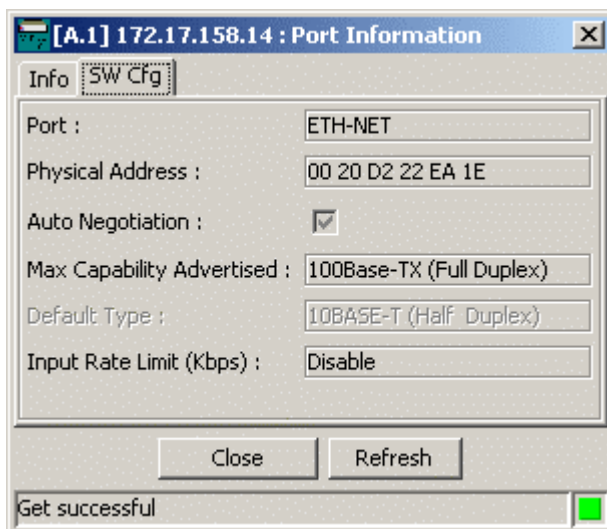 [A.1] 172.17.158.14 : Port Information
Info SW Cfg
Port : ETH-NET
Physical Address : 00 20 D2 22 EA 1E
Auto Negotiation :
Max Capability Advertised : 100Base-TX (Full Duplex)
Default Type : 10BASE-T (Half Duplex)
Input Rate Limit (Kbps) : Disable
Close Refresh
Get successful